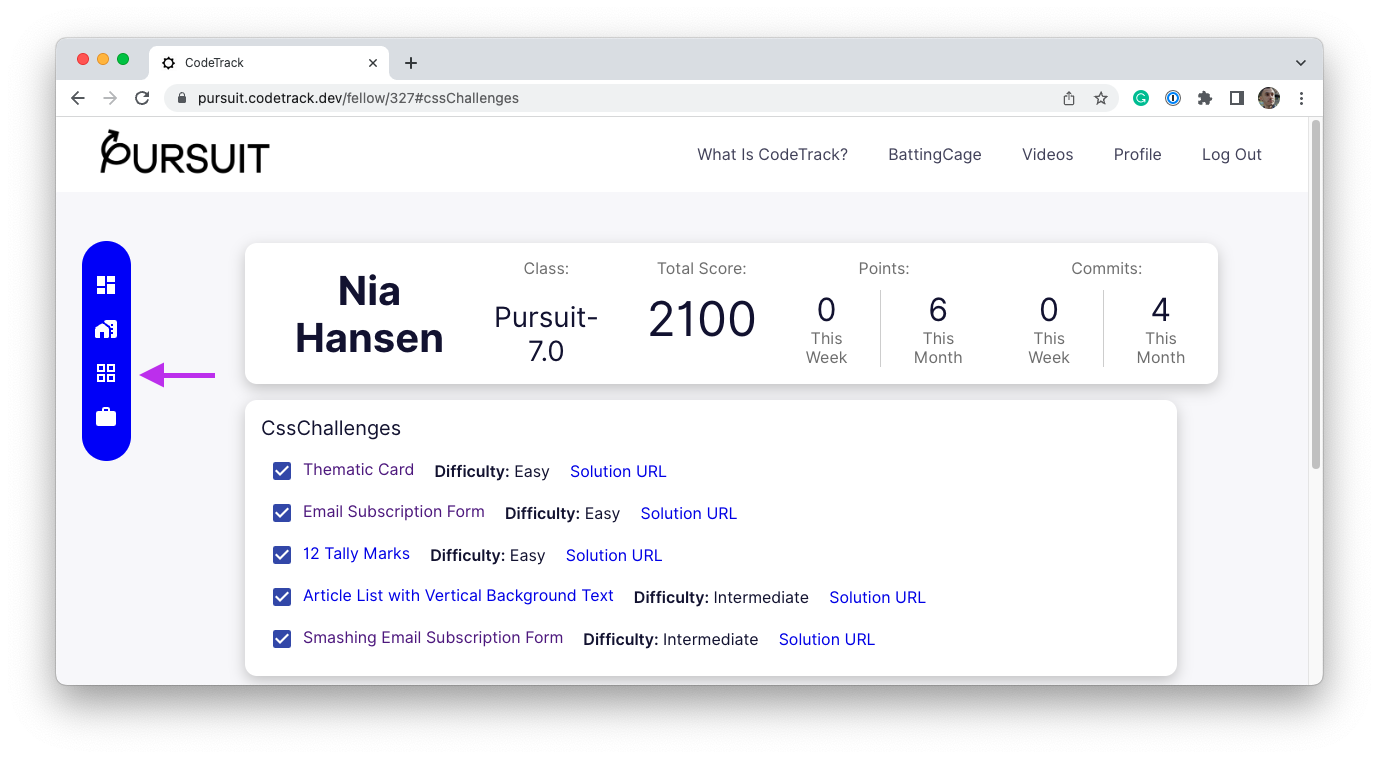 CodeTrack
pursuit.codetrack.dev/fellow/327#cssChallenges
PURSUIT
What Is CodeTrack? BattingCage Videos Profile Log Out
Nia
Hansen
Class:
Pursuit-
7.0
Total Score:
2100
Points:
0
This
Week
6
This
Month
Commits:
0
This
Week
4
This
Month
CssChallenges
Thematic Card Difficulty: Easy Solution URL
Email Subscription Form Difficulty: Easy Solution URL
12 Tally Marks Difficulty: Easy Solution URL
Article List with Vertical Background Text Difficulty: Intermediate Solution URL
Smashing Email Subscription Form Difficulty: Intermediate Solution URL